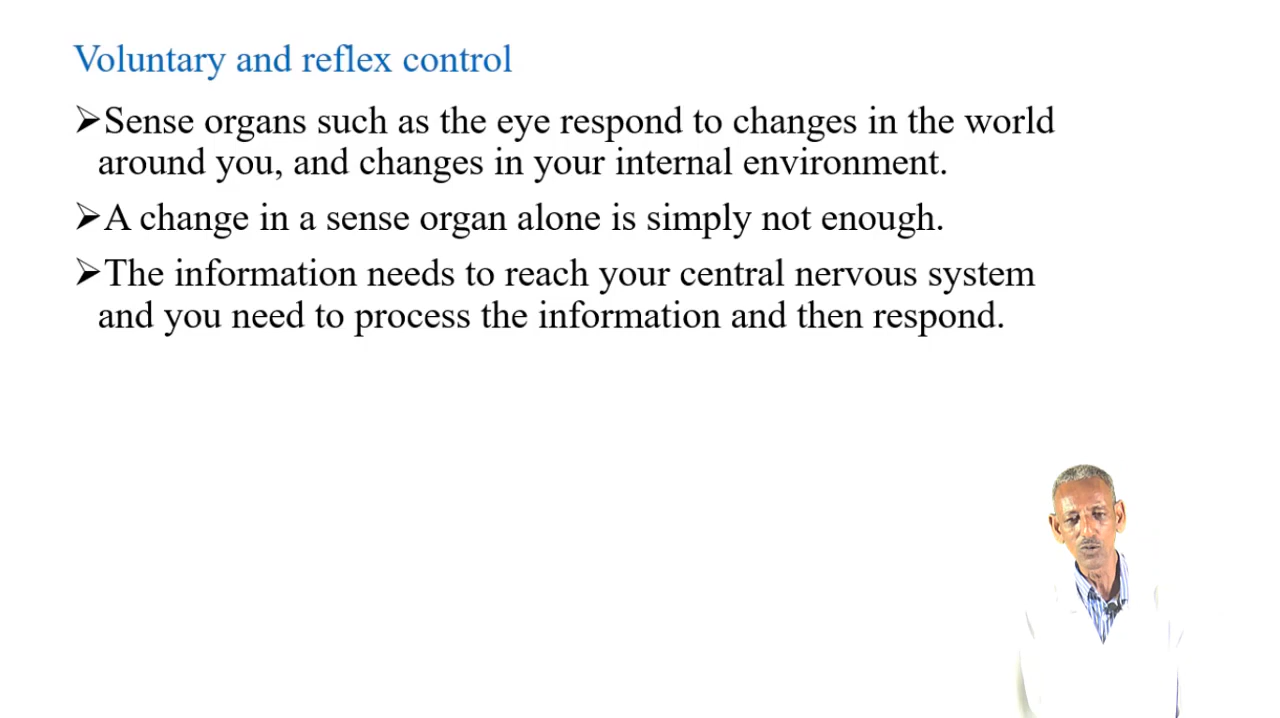 Voluntary and reflex control
➢Sense organs such as the eye respond to changes in the world
around you, and changes in your internal environment.
➢A change in a sense organ alone is simply not enough.
➢The information needs to reach your central nervous system
and you need to process the information and then respond.